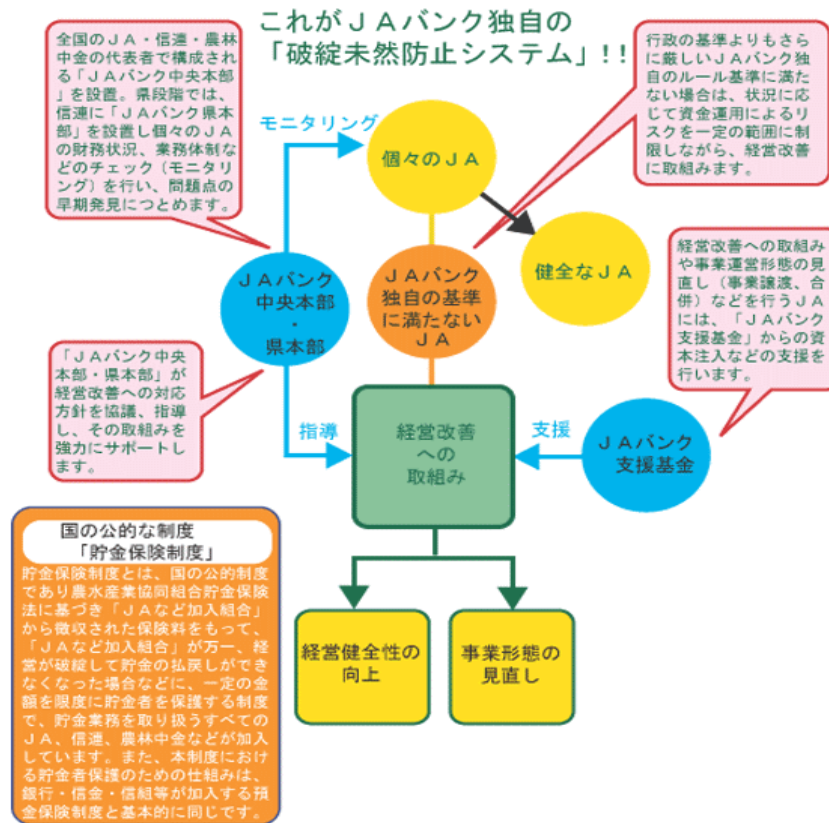 これがＪＡバンク独自の
「破綻未然防止システム」!!
全国のJA・信連・農林
中金の代表者で構成され
る「ＪＡバンク中央本部
」を設置。県段階では、
信連に「ＪＡバンク県本
部」を設置し個々のＪＡ
の財務状況、業務体制な
どのチェック（モニタリ
ング）を行い、問題点の
早期発見につとめます。
行政の基準よりもさら
に厳しいＪＡバンク独
自のルール基準に満た
ない場合は、状況に応
じて資金運用によるリ
スクを一定の範囲に制
限しながら、経営改善
に取組みます。
モニタリング
個々のＪＡ
健全なＪＡ
ＪＡバンク
中央本部
・
県本部
ＪＡバンク
独自の基準
に満たない
ＪＡ
経営改善への取組み
や事業運営形態の見
直し（事業譲渡、合
併）などを行うＪＡ
には、「ＪＡバンク
支援基金」からの資
本注入などの支援を
行います。
「ＪＡバンク中央
本部・県本部」が
経営改善への対応
方針を協議、指導
し、その取組みを
強力にサポートし
ます。
指導
経営改善
への
取組み
支援
ＪＡバンク
支援基金
経営健全性の
向上
事業形態の
見直し
国の公的な制度
「貯金保険制度」
貯金保険制度とは、国の公的制度
であり農水産業協同組合貯金保険
法に基づき「ＪＡなど加入組合」
から徴収された保険料をもって、
「ＪＡなど加入組合」が万一、経
営が破綻して貯金の払戻しができ
なくなった場合などに、一定の金
額を限度に貯金者を保護する制度
で、貯金業務を取り扱うすべての
ＪＡ、信連、農林中金などが加入
しています。また、本制度における
貯金者保護のための仕組みは、
銀行・信金・信組等が加入する預
金保険制度と基本的に同じです。